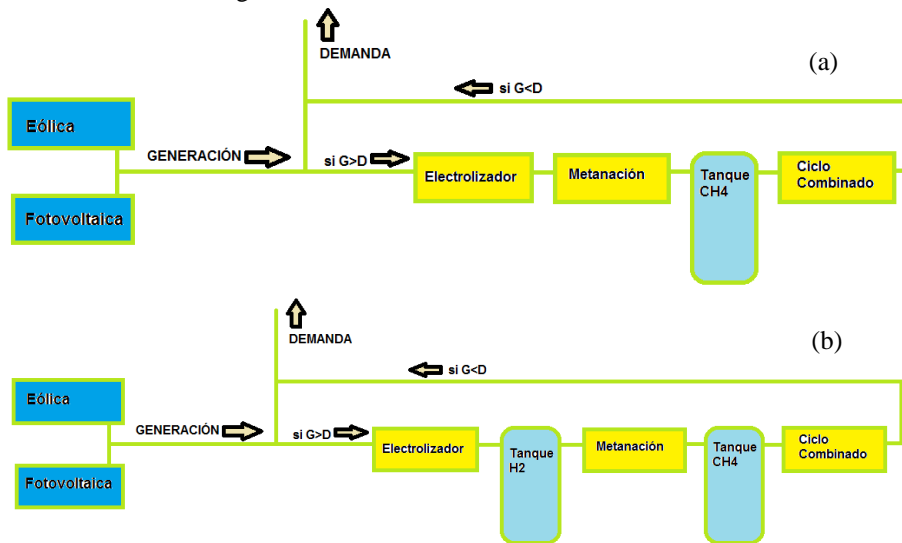 DEMANDA
(a)
si G<D
Eólica
GENERACIÓN
si G>D
Electrolizador
Metanación
Tanque
CH4
Ciclo
Combinado
Fotovoltaica
DEMANDA
(b)
si G<D
Eólica
GENERACIÓN
si G>D
Electrolizador
Tanque
H2
Metanación
Tanque
CH4
Ciclo
Combinado
Fotovoltaica